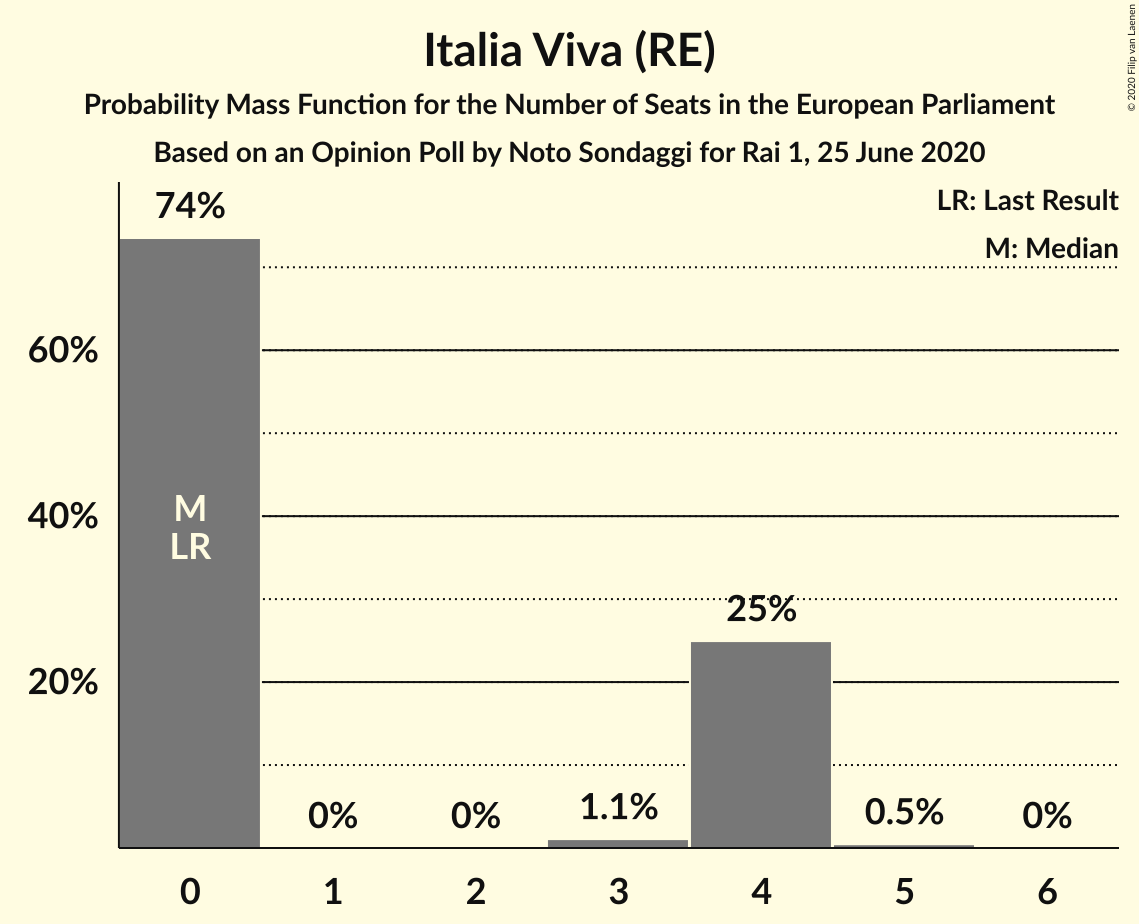 Italia Viva (RE)
Probability Mass Function for the Number of Seats in the European Parliament
Based on an Opinion Poll by Noto Sondaggi for Rai 1, 25 June 2020
© 2020 Filip van Laenen
LR: Last Result
M: Median
74%
60%
40%
20%
M
LR
0%
0%
1.1%
25%
0.5%
0%
0
1
2
3
4
5
6